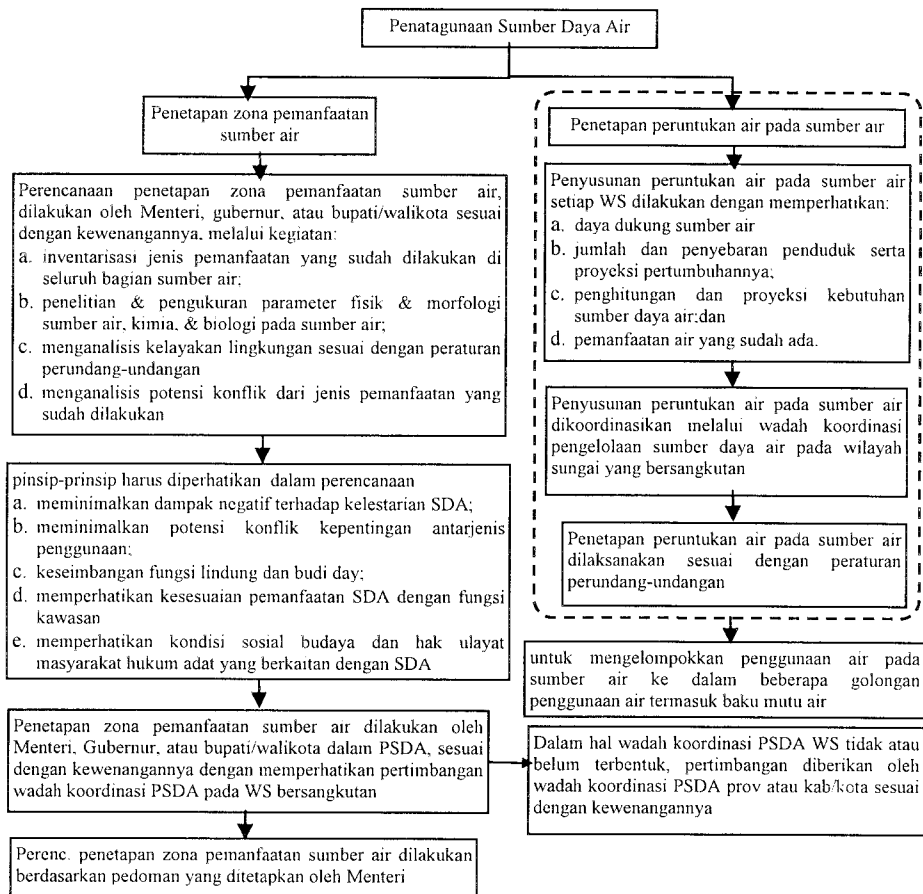 Penatagunaan Sumber Daya Air
Penetapan zona pemanfaatan
sumber air
Perencanaan penetapan zona pemanfaatan sumber air,
dilakukan oleh Menteri, gubernur, atau bupati/walikota sesuai
dengan kewenangannya, melalui kegiatan:
a. inventarisasi jenis pemanfaatan yang sudah dilakukan di
seluruh bagian sumber air;
b. penelitian & pengukuran parameter fisik & morfologi
sumber air, kimia, & biologi pada sumber air;
c. menganalisis kelayakan lingkungan sesuai dengan peraturan
perundang-undangan
d. menganalisis potensi konflik dari jenis pemanfaatan yang
sudah dilakukan
pinsip-prinsip harus diperhatikan dalam perencanaan
a. meminimalkan dampak negatif terhadap kelestarian SDA;
b. meminimalkan potensi konflik kepentingan antarjenis
penggunaan;
c. keseimbangan fungsi lindung dan budi day;
d. memperhatikan kesesuaian pemanfaatan SDA dengan fungsi
kawasan
e. memperhatikan kondisi sosial budaya dan hak ulayat
masyarakat hukum adat yang berkaitan dengan SDA
Penetapan zona pemanfaatan sumber air dilakukan oleh
Menteri, Gubernur, atau bupati/walikota dalam PSDA, sesuai
dengan kewenangannya dengan memperhatikan pertimbangan
wadah koordinasi PSDA pada WS bersangkutan
Perenc. penetapan zona pemanfaatan sumber air dilakukan
berdasarkan pedoman yang ditetapkan oleh Menteri
Penetapan peruntukan air pada sumber air
Penyusunan peruntukan air pada sumber air
setiap WS dilakukan dengan memperhatikan:
a. daya dukung sumber air
b. jumlah dan penyebaran penduduk serta
proyeksi pertumbuhannya;
c. penghitungan dan proyeksi kebutuhan
sumber daya air;dan
d. pemanfaatan air yang sudah ada.
Penyusunan peruntukan air pada sumber air
dikoordinasikan melalui wadah koordinasi
pengelolaan sumber daya air pada wilayah
sungai yang bersangkutan
Penetapan peruntukan air pada sumber air
dilaksanakan sesuai dengan peraturan
perundang-undangan
untuk mengelompokkan penggunaan air pada
sumber air ke dalam beberapa golongan
penggunaan air termasuk baku mutu air
Dalam hal wadah koordinasi PSDA WS tidak atau
belum terbentuk, pertimbangan diberikan oleh
wadah koordinasi PSDA prov atau kab/kota sesuai
dengan kewenangannya